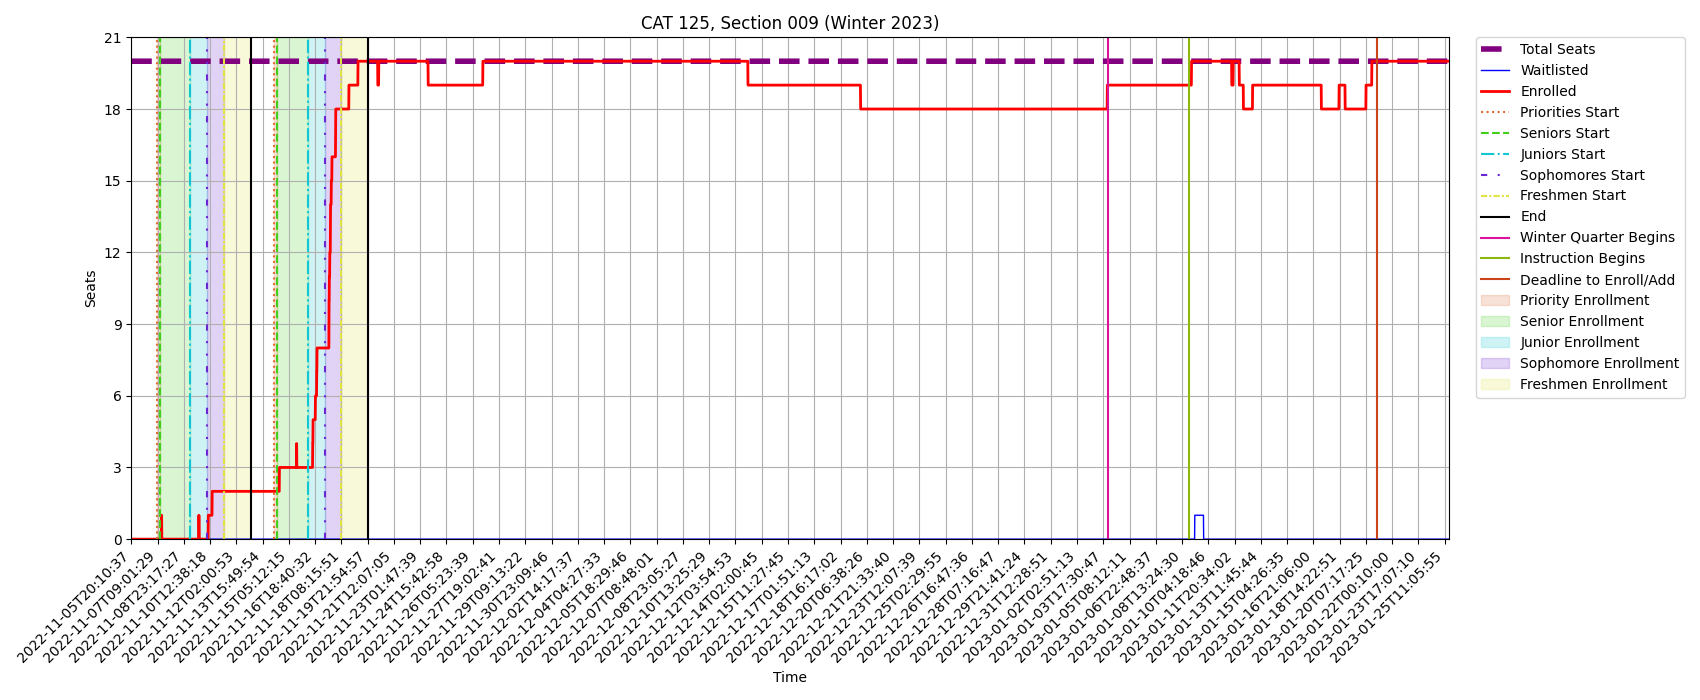 CAT 125, Section 009 (Winter 2023)
21
18
15
12
9
6
3
0
Seats
2022-11-05T20:10:37
2022-11-07T09:01:29
2022-11-08T23:17:27
2022-11-10T12:38:18
2022-11-12T02:00:53
2022-11-13T15:49:54
2022-11-15T05:12:15
2022-11-16T18:40:32
2022-11-18T08:15:51
2022-11-19T21:54:57
2022-11-21T12:07:05
2022-11-23T01:47:39
2022-11-24T15:42:58
2022-11-26T05:23:39
2022-11-27T19:02:41
2022-11-29T09:13:22
2022-11-30T23:09:46
2022-12-02T14:17:37
2022-12-04T04:27:33
2022-12-05T18:29:46
2022-12-07T08:48:01
2022-12-08T23:05:27
2022-12-10T13:25:29
2022-12-12T03:54:53
2022-12-14T02:00:45
2022-12-15T11:27:45
2022-12-17T01:51:13
2022-12-18T16:17:02
2022-12-20T06:38:26
2022-12-21T21:33:40
2022-12-23T12:07:39
2022-12-25T02:29:55
2022-12-26T16:47:36
2022-12-28T07:16:47
2022-12-29T21:41:24
2022-12-31T12:28:51
2023-01-02T02:51:13
2023-01-03T17:30:47
2023-01-05T08:12:11
2023-01-06T22:48:37
2023-01-08T13:24:30
2023-01-10T04:18:46
2023-01-11T20:34:02
2023-01-13T11:45:44
2023-01-15T04:26:35
2023-01-16T21:06:00
2023-01-18T14:22:51
2023-01-20T07:17:25
2023-01-22T00:10:00
2023-01-23T17:07:10
2023-01-25T11:05:55
Time
Total Seats
Waitlisted
Enrolled
Priorities Start
Seniors Start
Juniors Start
Sophomores Start
Freshmen Start
End
Winter Quarter Begins
Instruction Begins
Deadline to Enroll/Add
Priority Enrollment
Senior Enrollment
Junior Enrollment
Sophomore Enrollment
Freshmen Enrollment